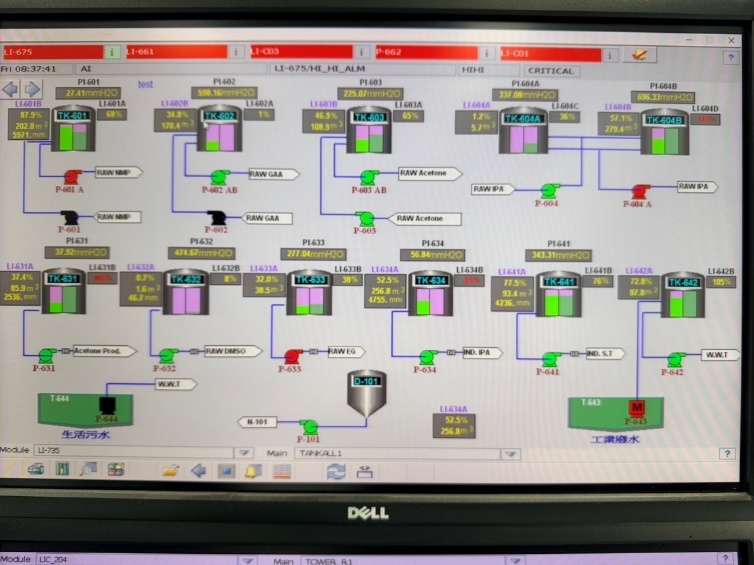 LI-675 LI-661 LI-C03 P-662 LI-C01
Fri 08:37:41 AI LI-675/HI_HI_ALM HIHI CRITICAL
test
PI-601 PI-602 PI-603 PI-604A PI-604B
27.41mmH2O 598.16mmH2O 225.07mmH2O 337.08mmH2O 696.33mmH2O
LI-601B LI-601A LI-602B LI-602A LI-603B LI-603A LI-604A LI-604C LI-604B LI-604D
87.9% TK-601 68% 34.8% TK-602 1% 46.9% TK-603 65% 1.2% TK-604A 36% 57.1% TK-604B
202.8 m3 178.4 m3 108.9 m3 5.7 m3 279.4 m3
5971. mm
RAW NMP RAW GAA RAW Acetone RAW IPA RAW IPA
P-601 A P-602 AB P-603 AB P-604 P-604 A
RAW NMP RAW GAA RAW Acetone
P-601 P-602 P-603
PI-631 PI-632 PI-633 PI-634 PI-641
37.92mmH2O 474.67mmH2O 277.04mmH2O 56.84mmH2O 343.31mmH2O
LI-631A LI-631B LI-632A LI-632B LI-633A LI-633B LI-634A LI-634B LI-641A LI-641B LI-642A LI-642B
37.4% TK-631 0.7% TK-632 8% 32.0% TK-633 38% 52.5% TK-634 77.5% TK-641 76% 72.8% TK-642 105%
85.9 m3 1.6 m3 38.5 m3 256.8 m3 93.4 m3 87.8 m3
2536. mm 46.7 mm 4755. mm 4236. mm
Acetone Prod. RAW DMSO RAW EG IND. IPA IND. S.T W.W.T
P-631 P-632 P-633 P-634 P-641 P-642
W.W.T
T-644 D-101 T-643
P-644 LI-634A M
52.5%
256.8 m3
P-643
N-101 P-101
生活污水 工業廢水
Module LI-735 Main TANKALL1 ?
DELL
Module LIC_204 Main TOWER_R1 ?